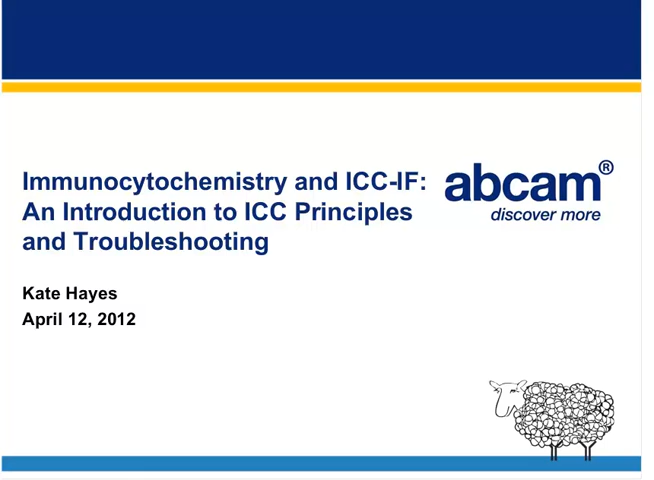 Immunocytochemistry and ICC-IF:
An Introduction to ICC Principles
and Troubleshooting
abcam®
discover more
Kate Hayes
April 12, 2012